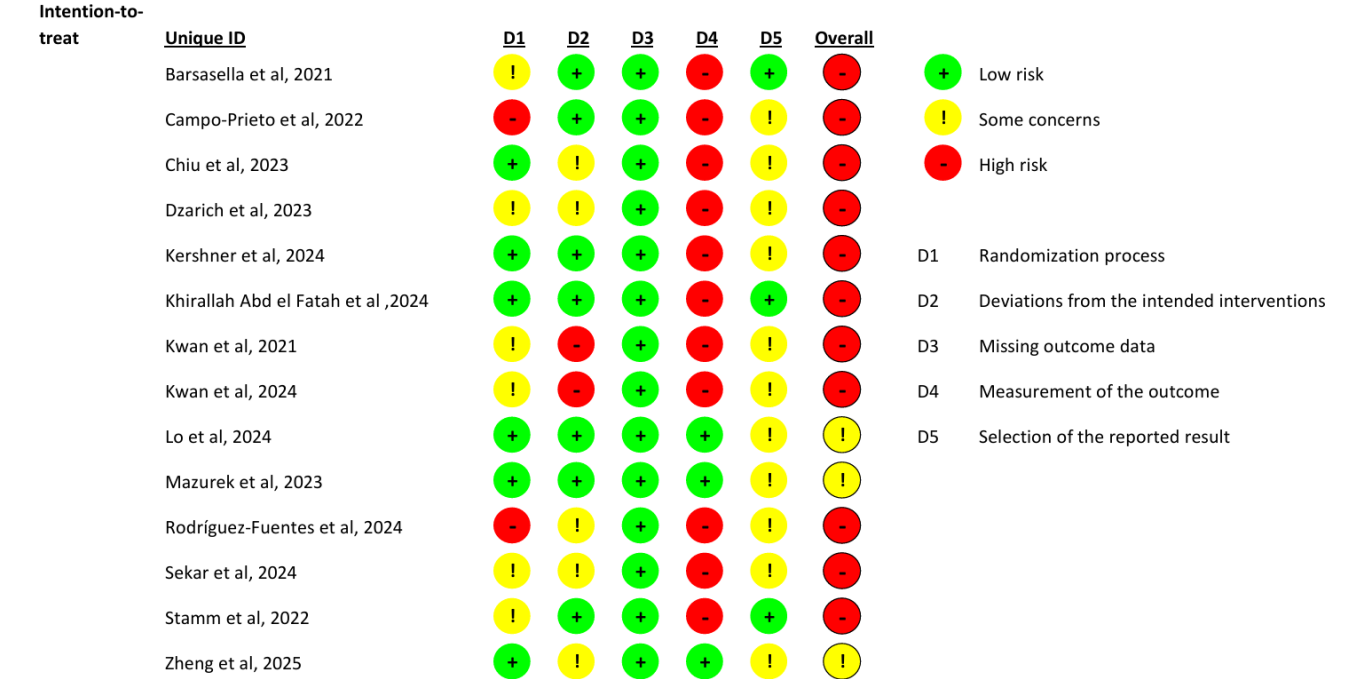 Intention-to-
treat Unique ID D1 D2 D3 D4 D5 Overall
Barsasella et al, 2021 ! + + - + - + Low risk
Campo-Prieto et al, 2022 - + + - ! - ! Some concerns
Chiu et al, 2023 + ! + - ! - - High risk
Dzarich et al, 2023 ! ! + - ! -
Kershner et al, 2024 + + + - ! - D1 Randomization process
Khirallah Abd el Fatah et al ,2024 + + + - + - D2 Deviations from the intended interventions
Kwan et al, 2021 ! - + - ! - D3 Missing outcome data
Kwan et al, 2024 ! - + - ! - D4 Measurement of the outcome
Lo et al, 2024 + + + + ! ! D5 Selection of the reported result
Mazurek et al, 2023 + + + + ! !
Rodríguez-Fuentes et al, 2024 - ! + - ! -
Sekar et al, 2024 ! ! + - ! -
Stamm et al, 2022 ! + + - + -
Zheng et al, 2025 + ! + + ! !